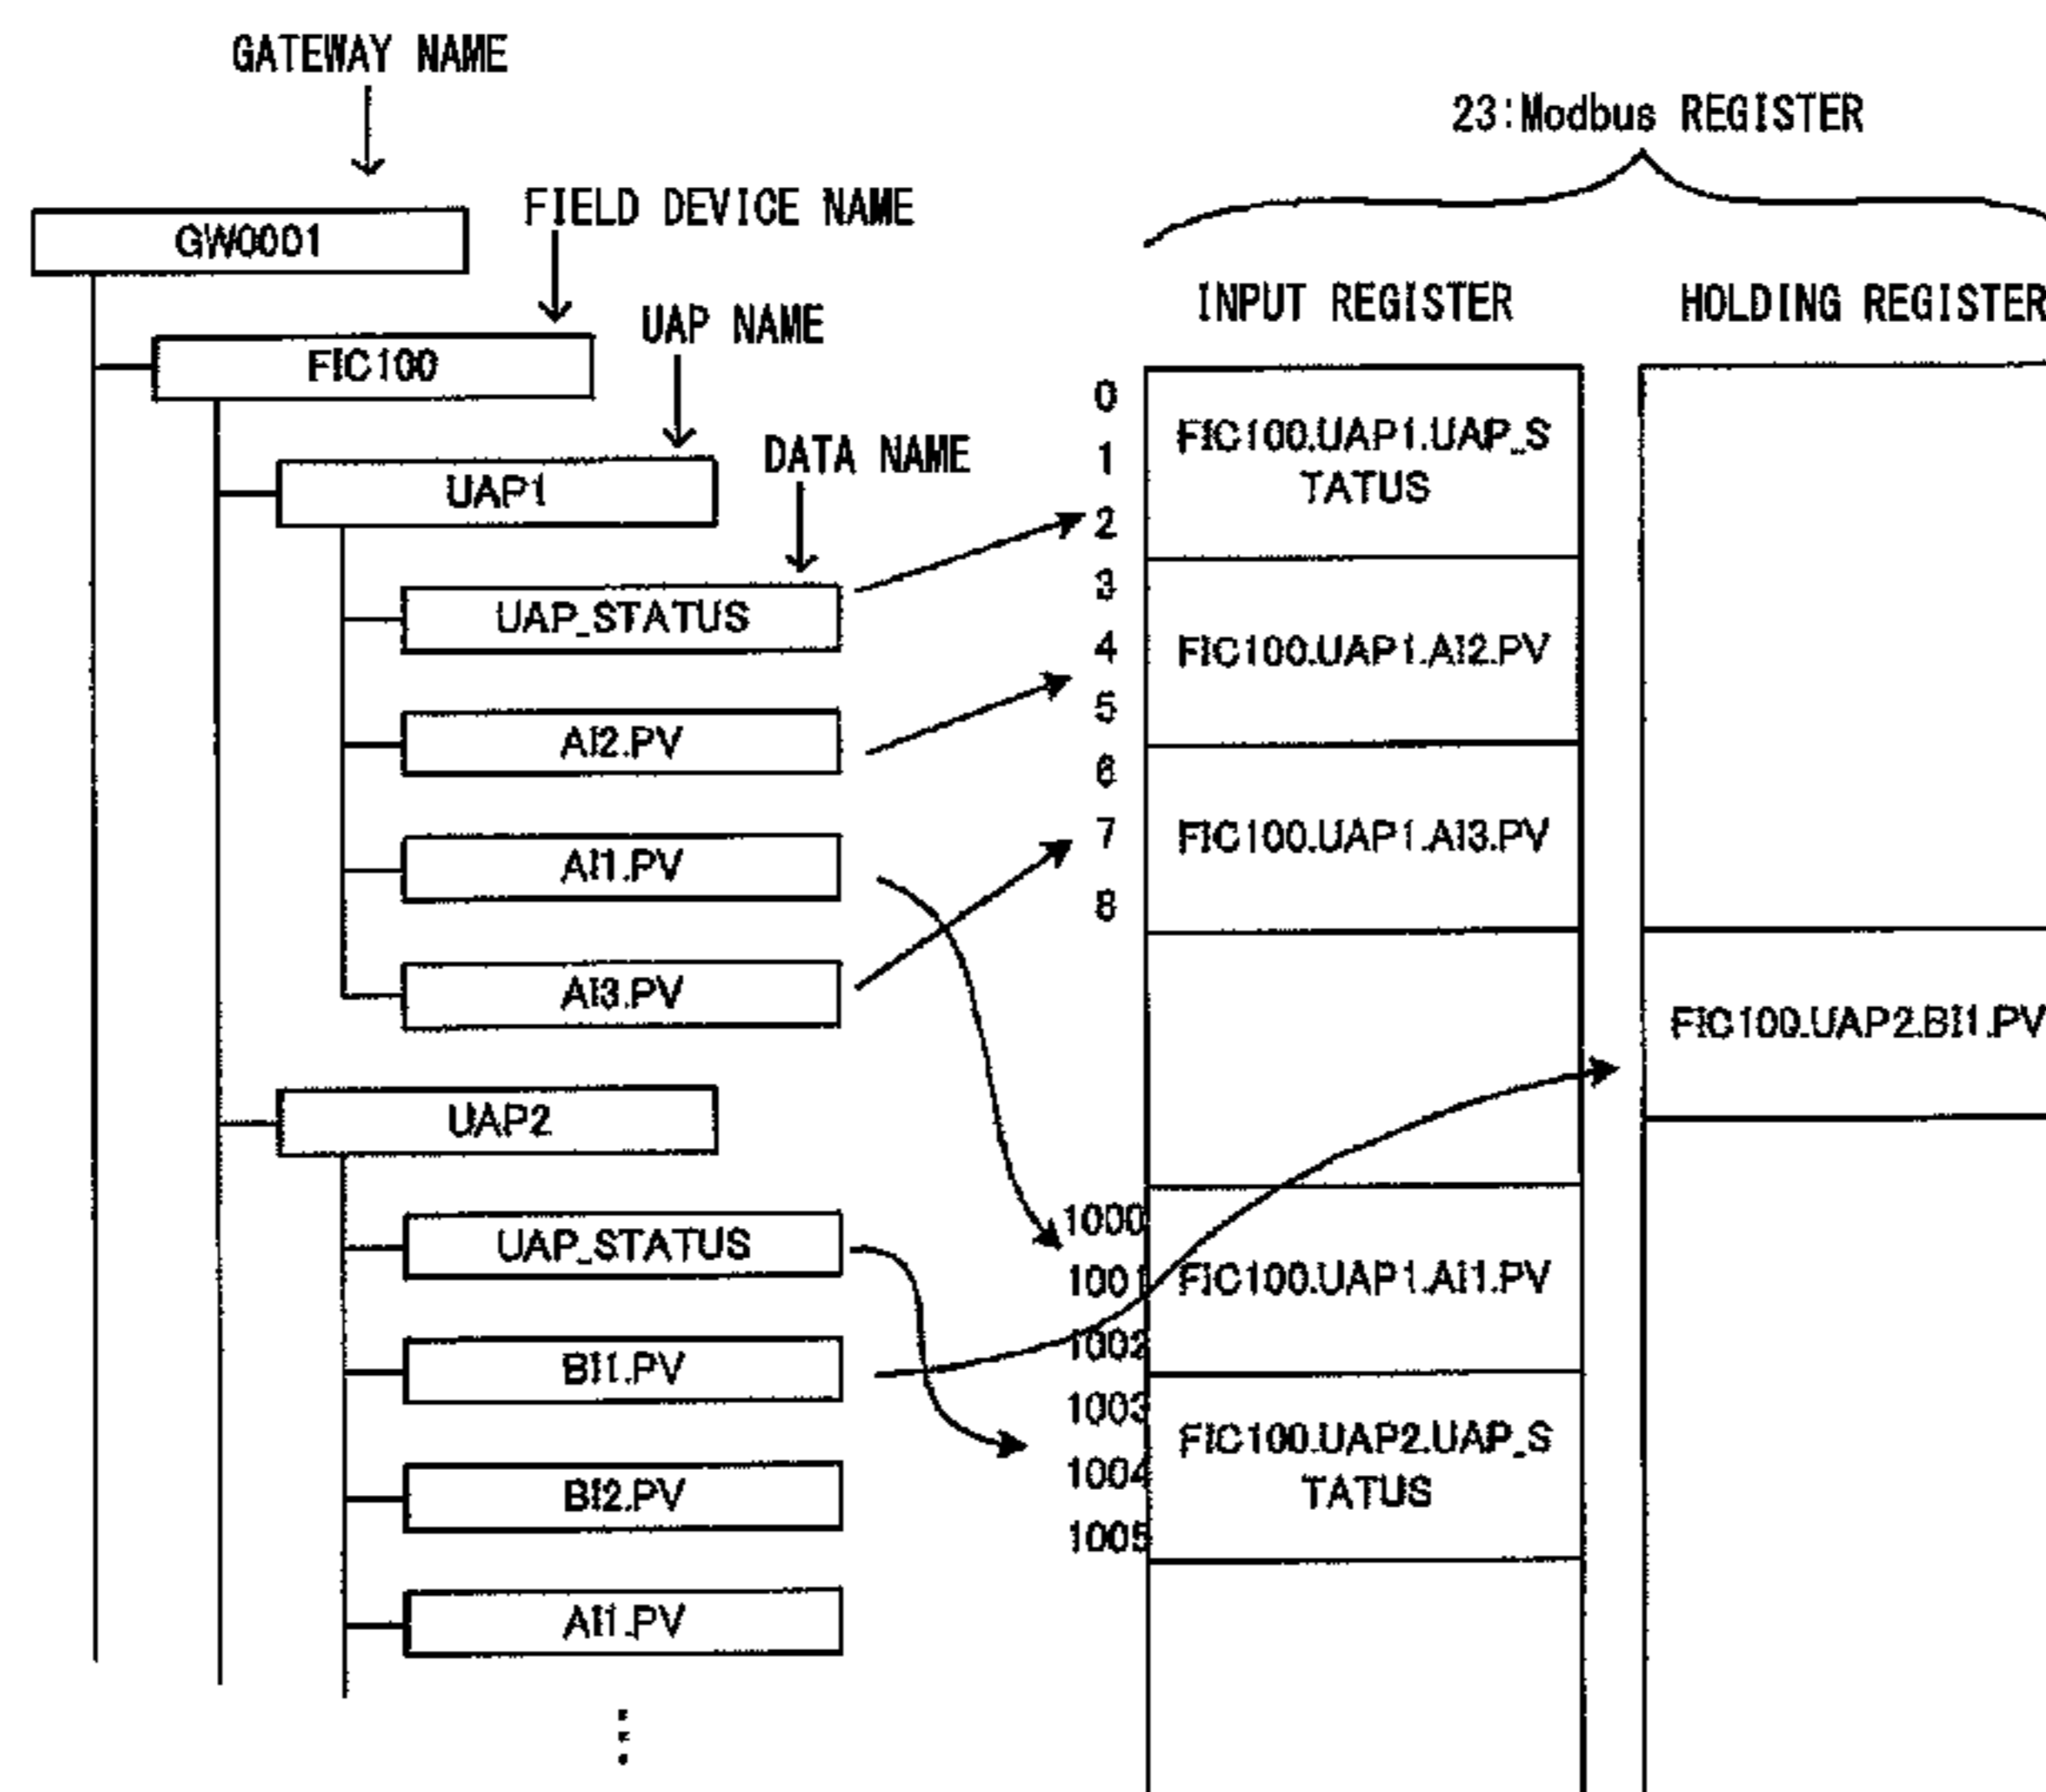 GATEWAY NAME
GW0001
FIELD DEVICE NAME
FIC100
UAP NAME
UAP1
DATA NAME
UAP_STATUS
AI2.PV
AI1.PV
AI3.PV
UAP2
UAP_STATUS
BI1.PV
BI2.PV
AI1.PV
23:Modbus REGISTER
INPUT REGISTER
HOLDING REGISTER
0
1
2
3
4
5
6
7
8
1000
1001
1002
1003
1004
1005
FIC100.UAP1.UAP_S
TATUS
FIC100.UAP1.AI2.PV
FIC100.UAP1.AI3.PV
FIC100.UAP1.AI1.PV
FIC100.UAP2.UAP_S
TATUS
FIC100.UAP2.BI1.PV